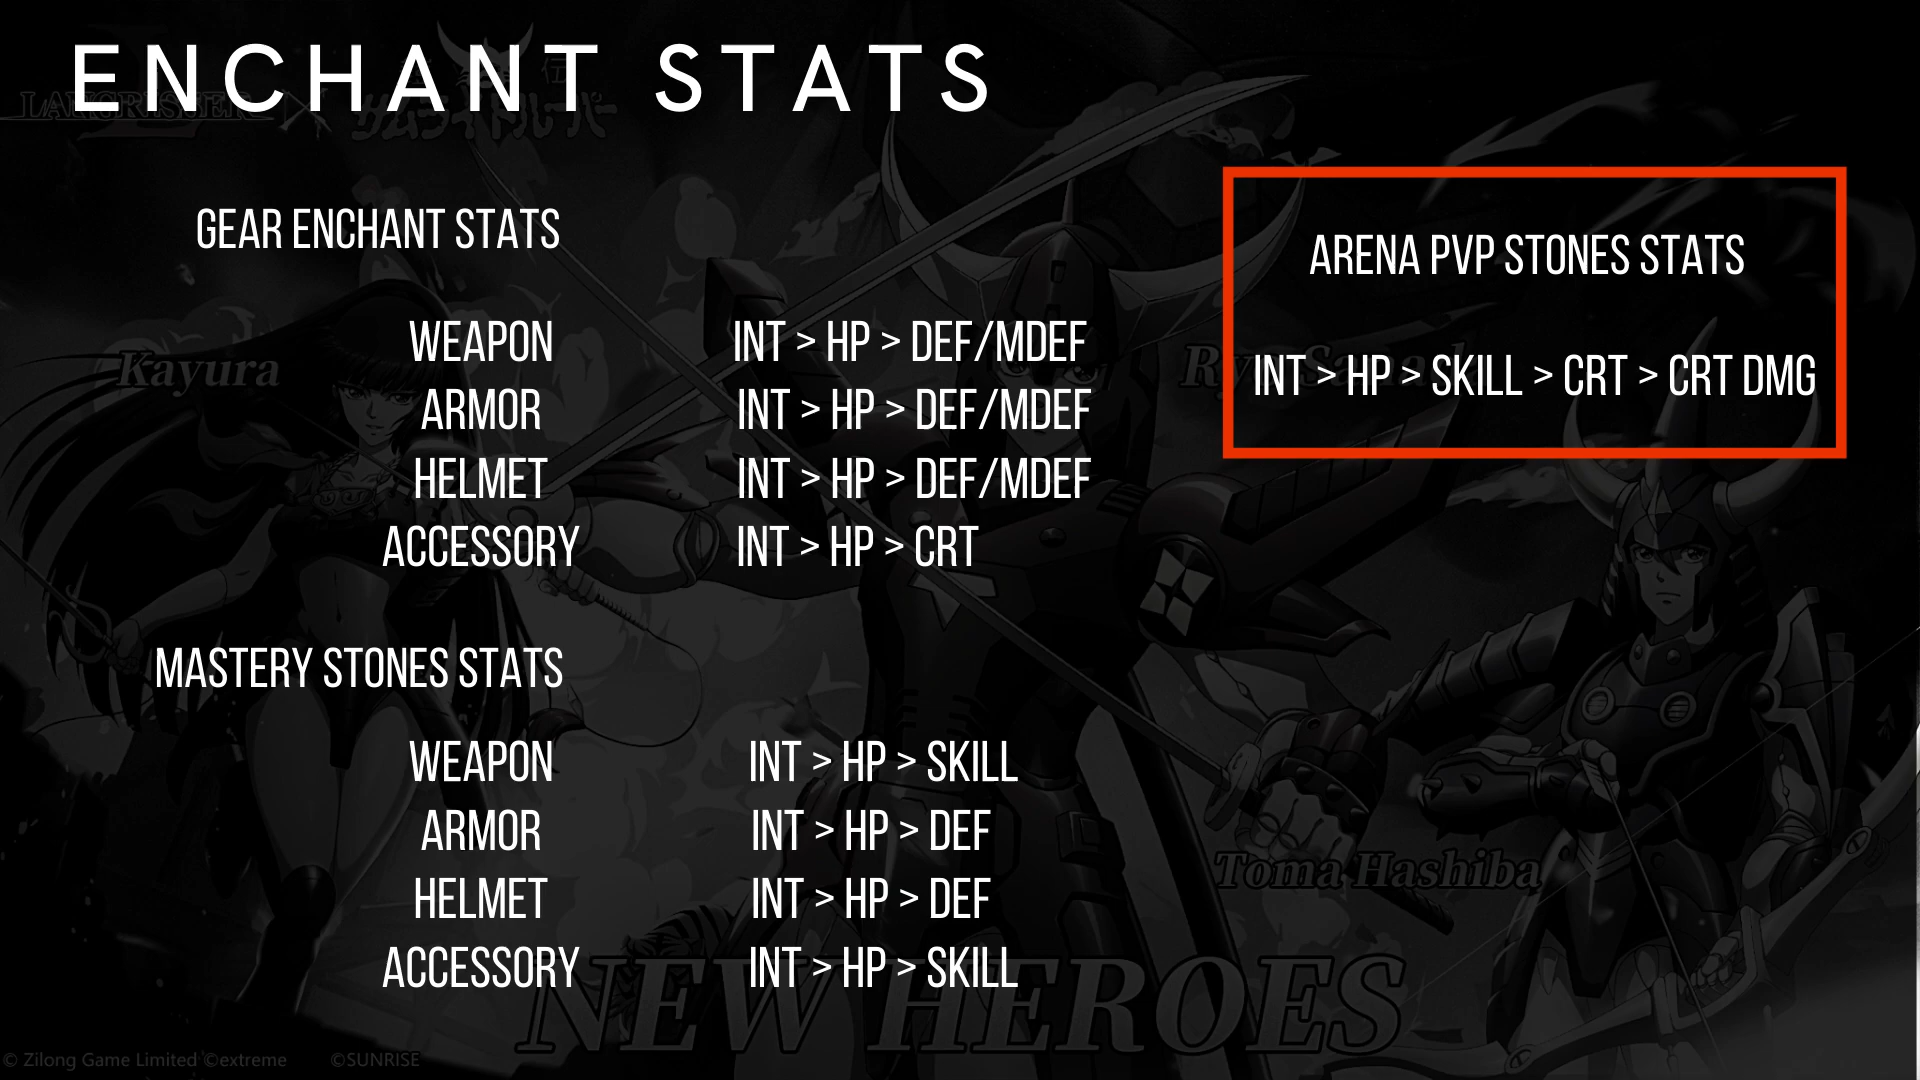 ENCHANT STATS
LANGRISSER
GEAR ENCHANT STATS
WEAPON INT > HP > DEF/MDEF
ARMOR INT > HP > DEF/MDEF
HELMET INT > HP > DEF/MDEF
ACCESSORY INT > HP > CRT
ARENA PVP STONES STATS
INT > HP > SKILL > CRT > CRT DMG
Kayura
MASTERY STONES STATS
WEAPON INT > HP > SKILL
ARMOR INT > HP > DEF
HELMET INT > HP > DEF
ACCESSORY INT > HP > SKILL
Toma Hashiba
NEW HEROES
© Zilong Game Limited ©extreme ©SUNRISE